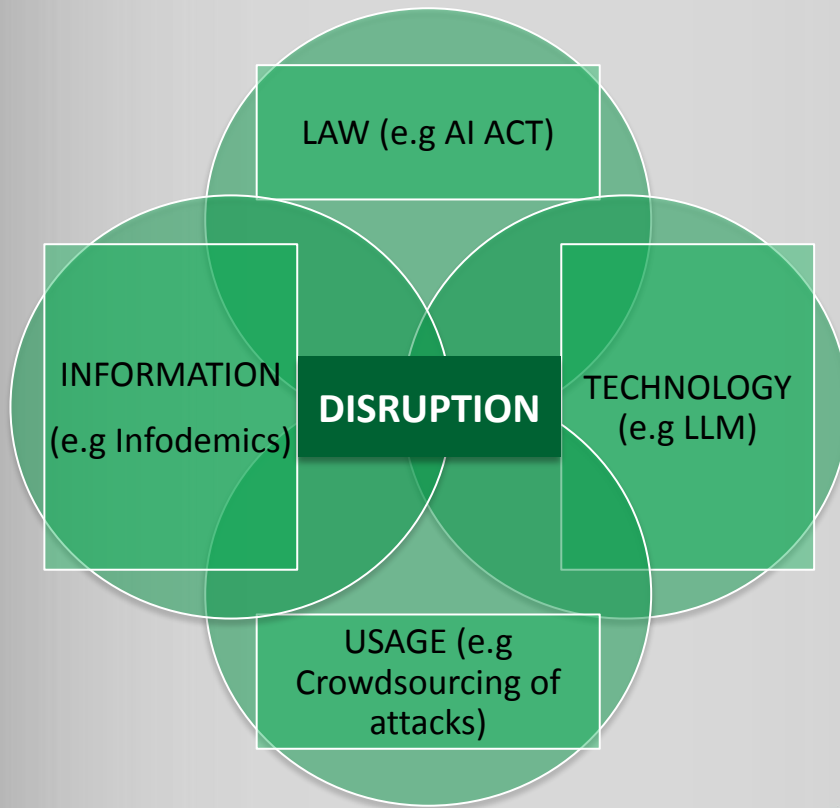 LAW (e.g AI ACT)
INFORMATION
(e.g Infodemics)
DISRUPTION
TECHNOLOGY
(e.g LLM)
USAGE (e.g
Crowdsourcing of
attacks)